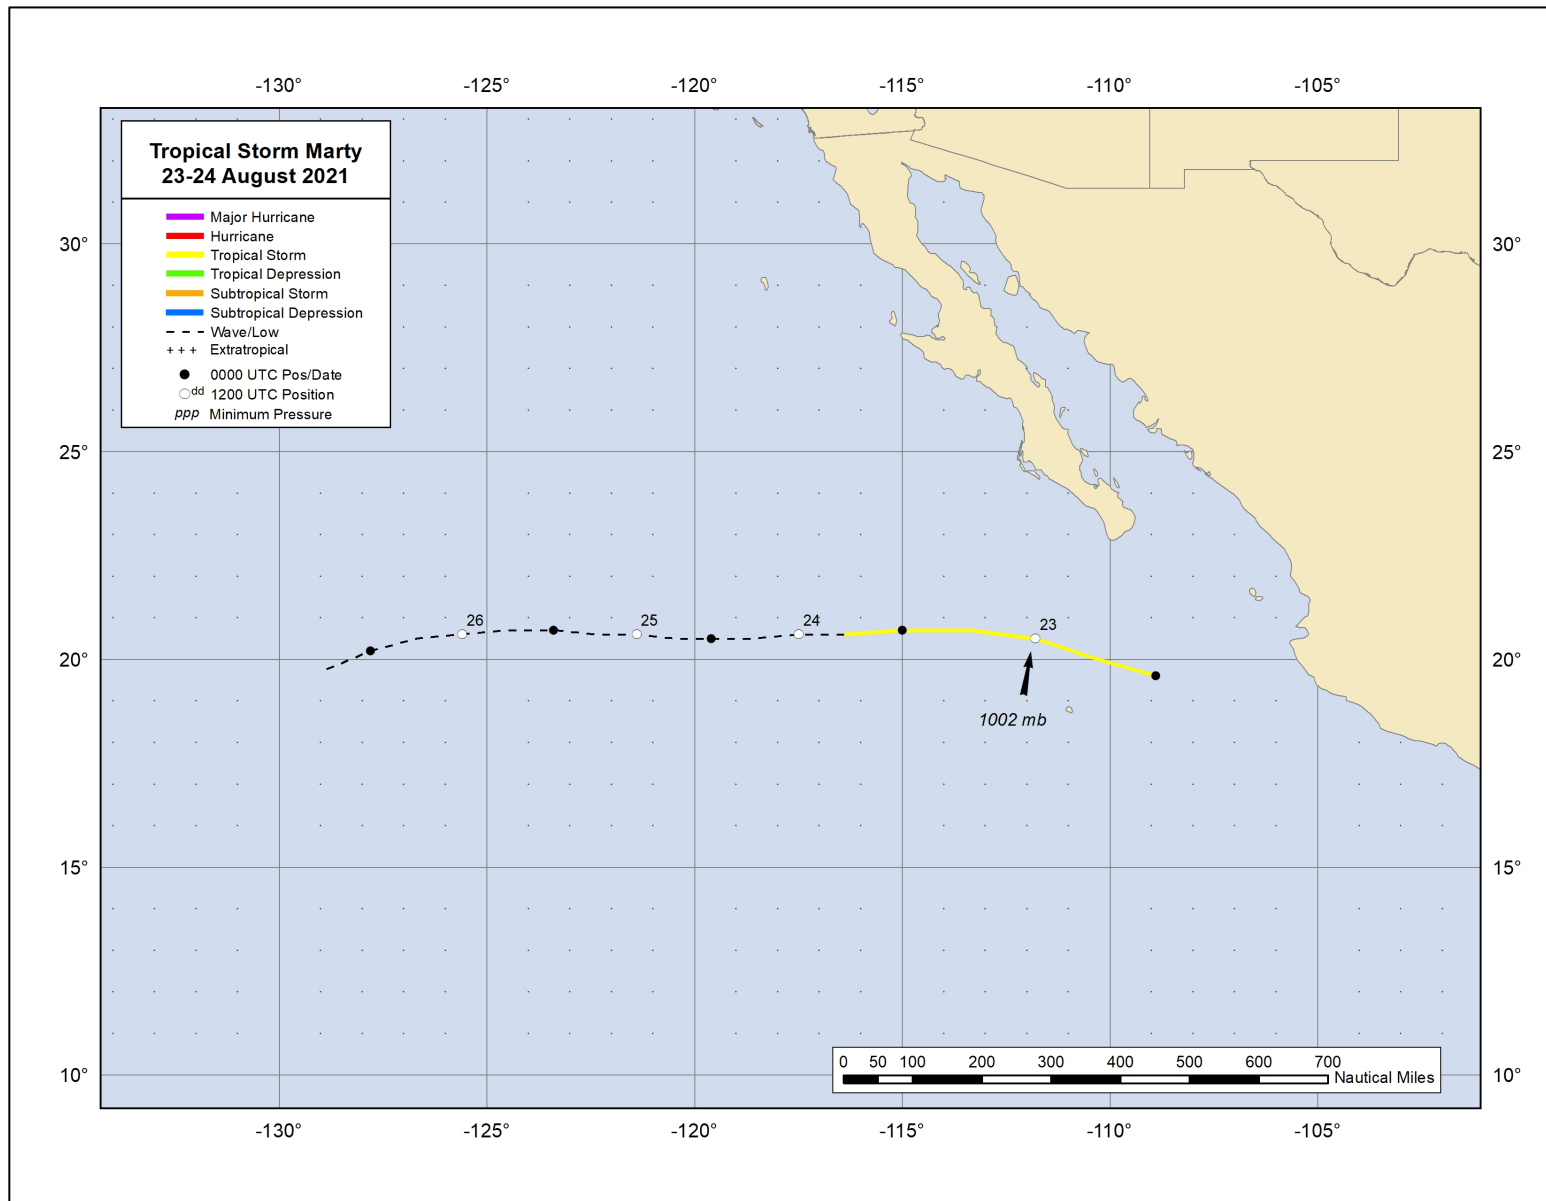 -130° -125° -120° -115° -110° -105°
Tropical Storm Marty
23-24 August 2021
Major Hurricane
Hurricane
Tropical Storm
Tropical Depression
Subtropical Storm
Subtropical Depression
Wave/Low
+++ Extratropical
0000 UTC Pos/Date
dd 1200 UTC Position
ppp Minimum Pressure
30° 30°
25° 25°
26 25 24 23
20° 20°
1002 mb
15° 15°
0 50 100 200 300 400 500 600 700
Nautical Miles
10° 10°
-130° -125° -120° -115° -110° -105°